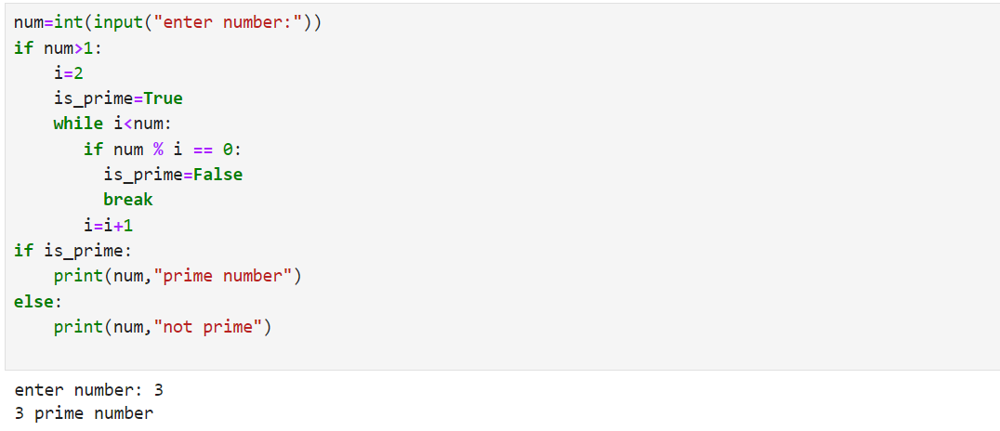 num=int(input("enter number:"))
if num>1:
    i=2
    is_prime=True
    while i<num:
       if num % i == 0:
         is_prime=False
         break
       i=i+1
if is_prime:
    print(num,"prime number")
else:
    print(num,"not prime")
enter number: 3
3 prime number